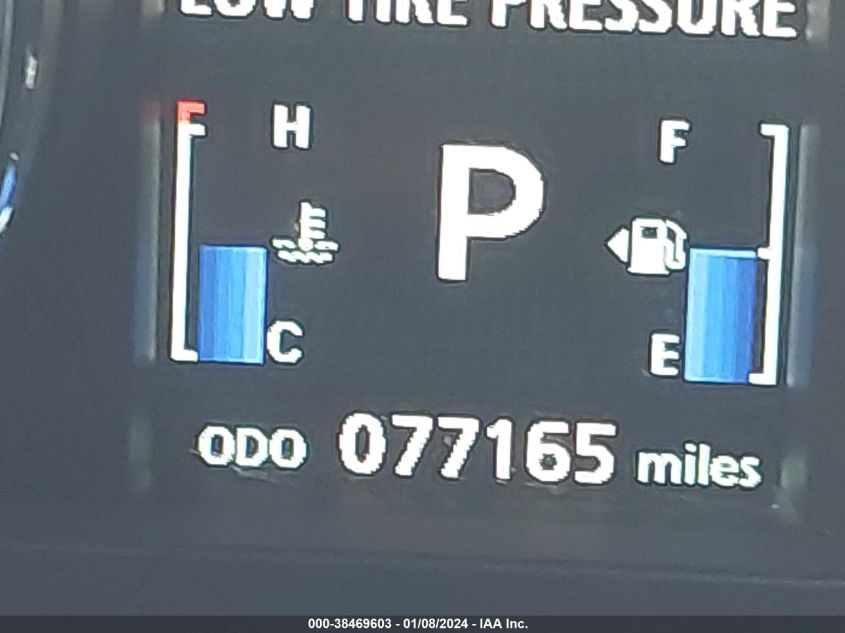 LOW TIRE PRESSURE
H
F
P
C
E
ODO 077165 miles
000-38469603 - 01/08/2024 - IAA Inc.